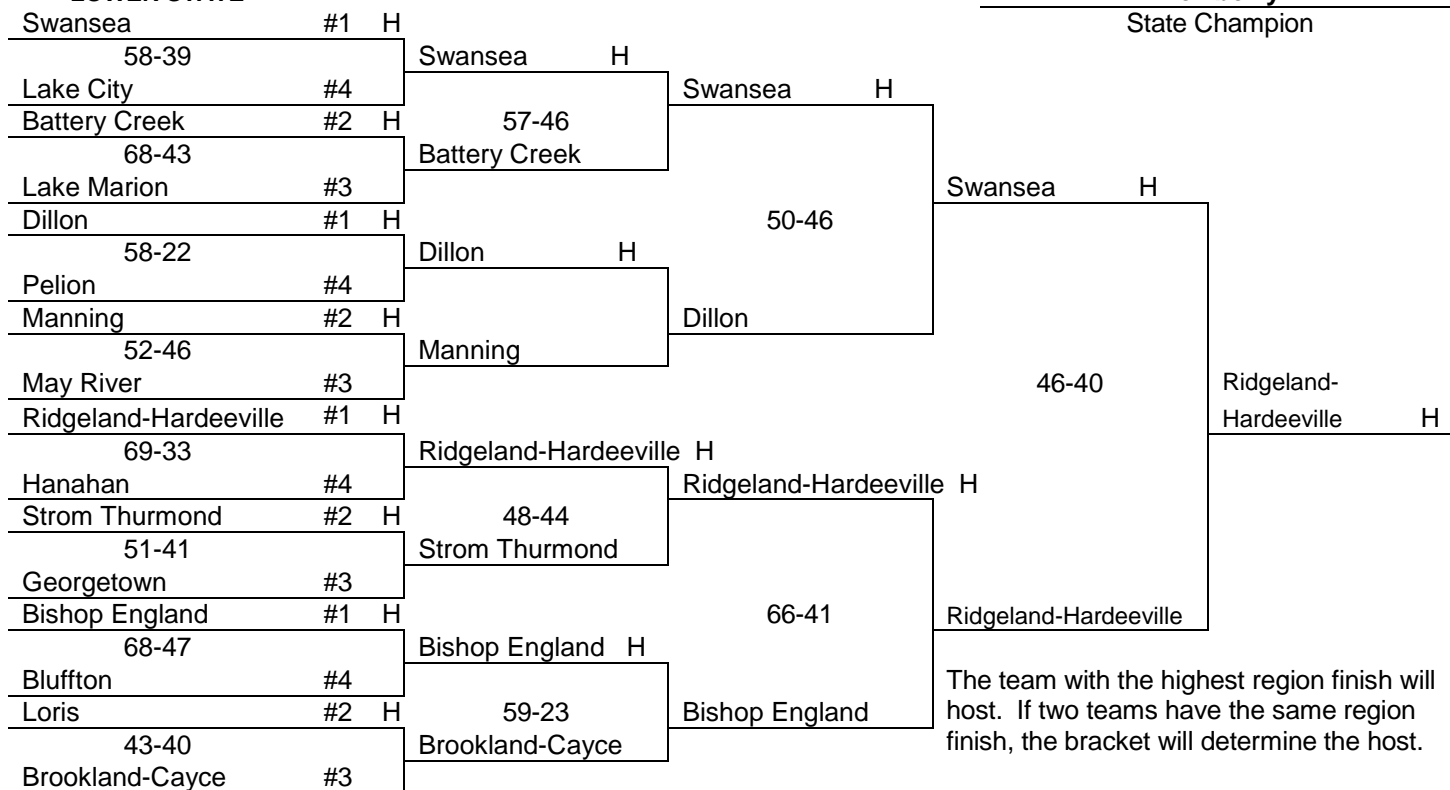 Swansea #1 H
State Champion
58-39 Swansea H
Lake City #4 Swansea H
Battery Creek #2 H 57-46
68-43 Battery Creek
Lake Marion #3 Swansea H
Dillon #1 H 50-46
58-22 Dillon H
Pelion #4
Manning #2 H Dillon
52-46 Manning
May River #3 46-40 Ridgeland-
Ridgeland-Hardeeville #1 H Hardeeville H
69-33 Ridgeland-Hardeeville H
Hanahan #4 Ridgeland-Hardeeville H
Strom Thurmond #2 H 48-44
51-41 Strom Thurmond
Georgetown #3
Bishop England #1 H 66-41 Ridgeland-Hardeeville
68-47 Bishop England H
Bluffton #4 The team with the highest region finish will
Loris #2 H 59-23 Bishop England host. If two teams have the same region
43-40 Brookland-Cayce finish, the bracket will determine the host.
Brookland-Cayce #3